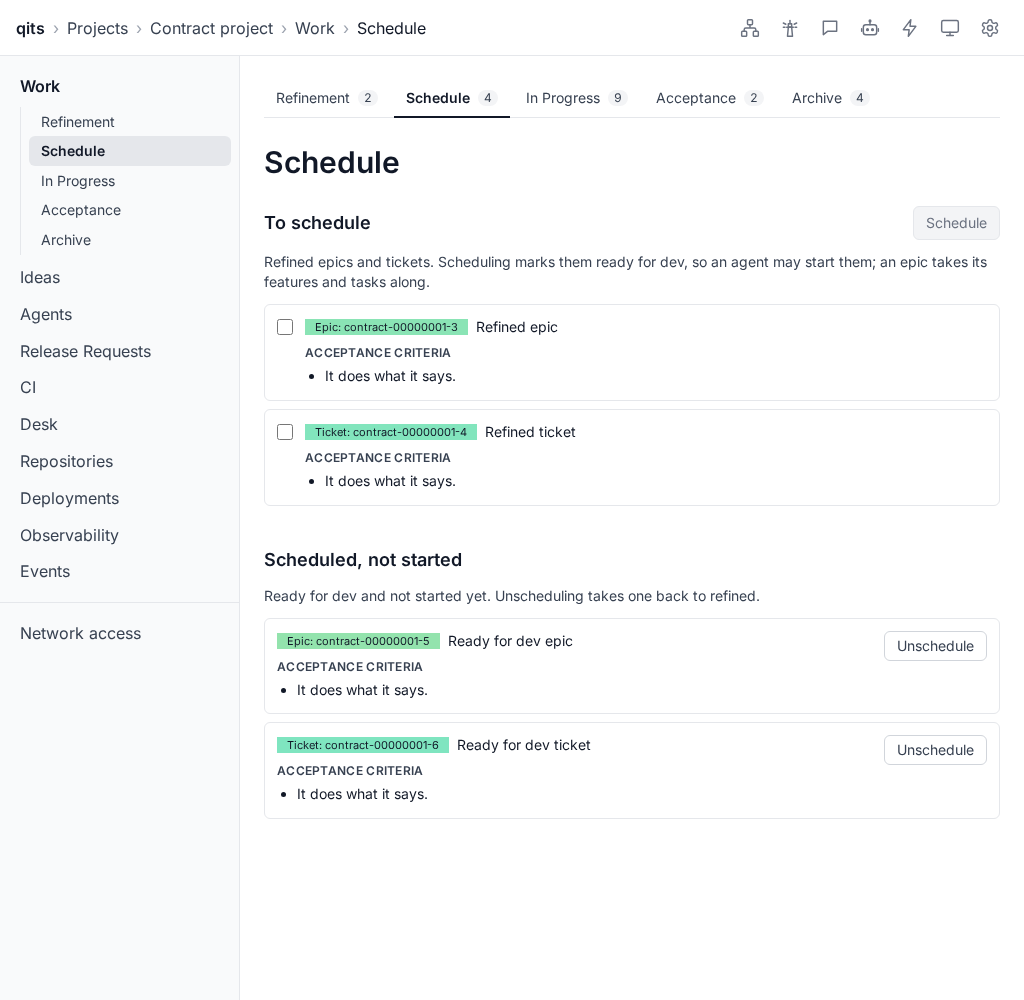 qits › Projects › Contract project › Work › Schedule
Work
Refinement
Schedule
In Progress
Acceptance
Archive
Ideas
Agents
Release Requests
CI
Desk
Repositories
Deployments
Observability
Events
Network access
Refinement 2 Schedule 4 In Progress 9 Acceptance 2 Archive 4
Schedule
To schedule
Schedule
Refined epics and tickets. Scheduling marks them ready for dev, so an agent may start them; an epic takes its
features and tasks along.
Epic: contract-00000001-3 Refined epic
ACCEPTANCE CRITERIA
• It does what it says.
Ticket: contract-00000001-4 Refined ticket
ACCEPTANCE CRITERIA
• It does what it says.
Scheduled, not started
Ready for dev and not started yet. Unscheduling takes one back to refined.
Epic: contract-00000001-5 Ready for dev epic
Unschedule
ACCEPTANCE CRITERIA
• It does what it says.
Ticket: contract-00000001-6 Ready for dev ticket
Unschedule
ACCEPTANCE CRITERIA
• It does what it says.